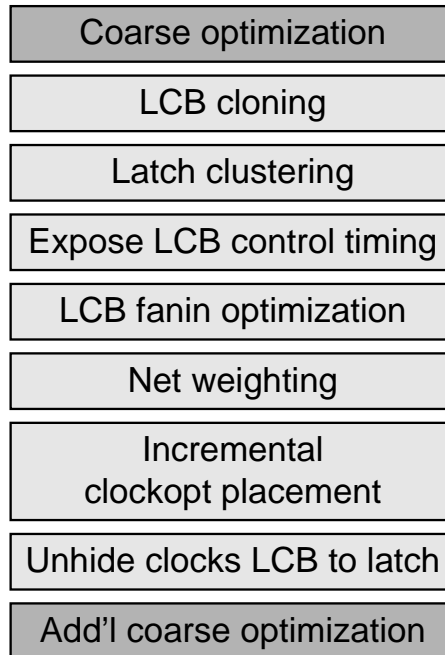 Coarse optimization
LCB cloning
Latch clustering
Expose LCB control timing
LCB fanin optimization
Net weighting
Incremental
clockopt placement
Unhide clocks LCB to latch
Add'l coarse optimization